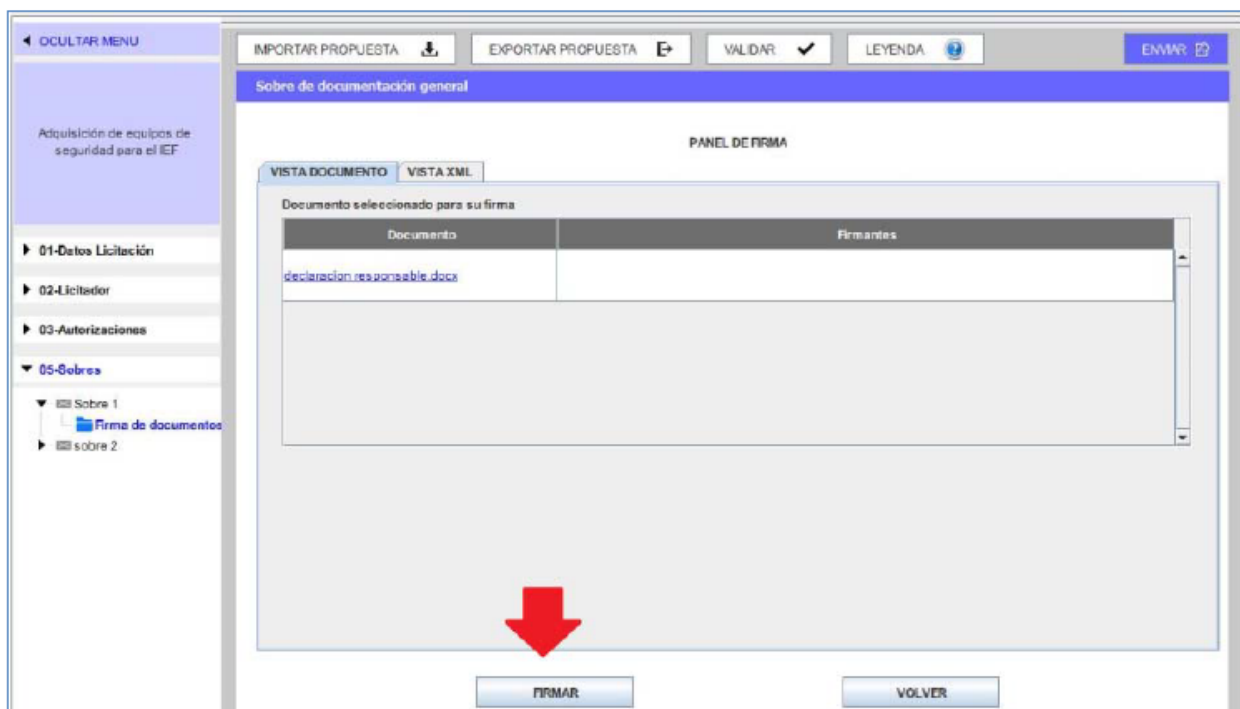 OCULTAR MENU
IMPORTAR PROPUESTA
EXPORTAR PROPUESTA
VALIDAR
LEYENDA
ENVIAR
Sobre de documentación general
Adquisición de equipos de
seguridad para el IEF
PANEL DE FIRMA
VISTA DOCUMENTO
VISTA XML
Documento seleccionado para su firma
Documento
Firmantes
declaracion responsable.docx
01-Datos Licitación
02-Licitador
03-Autorizaciones
05-Sobres
Sobre 1
Firma de documentos
sobre 2
FIRMAR
VOLVER